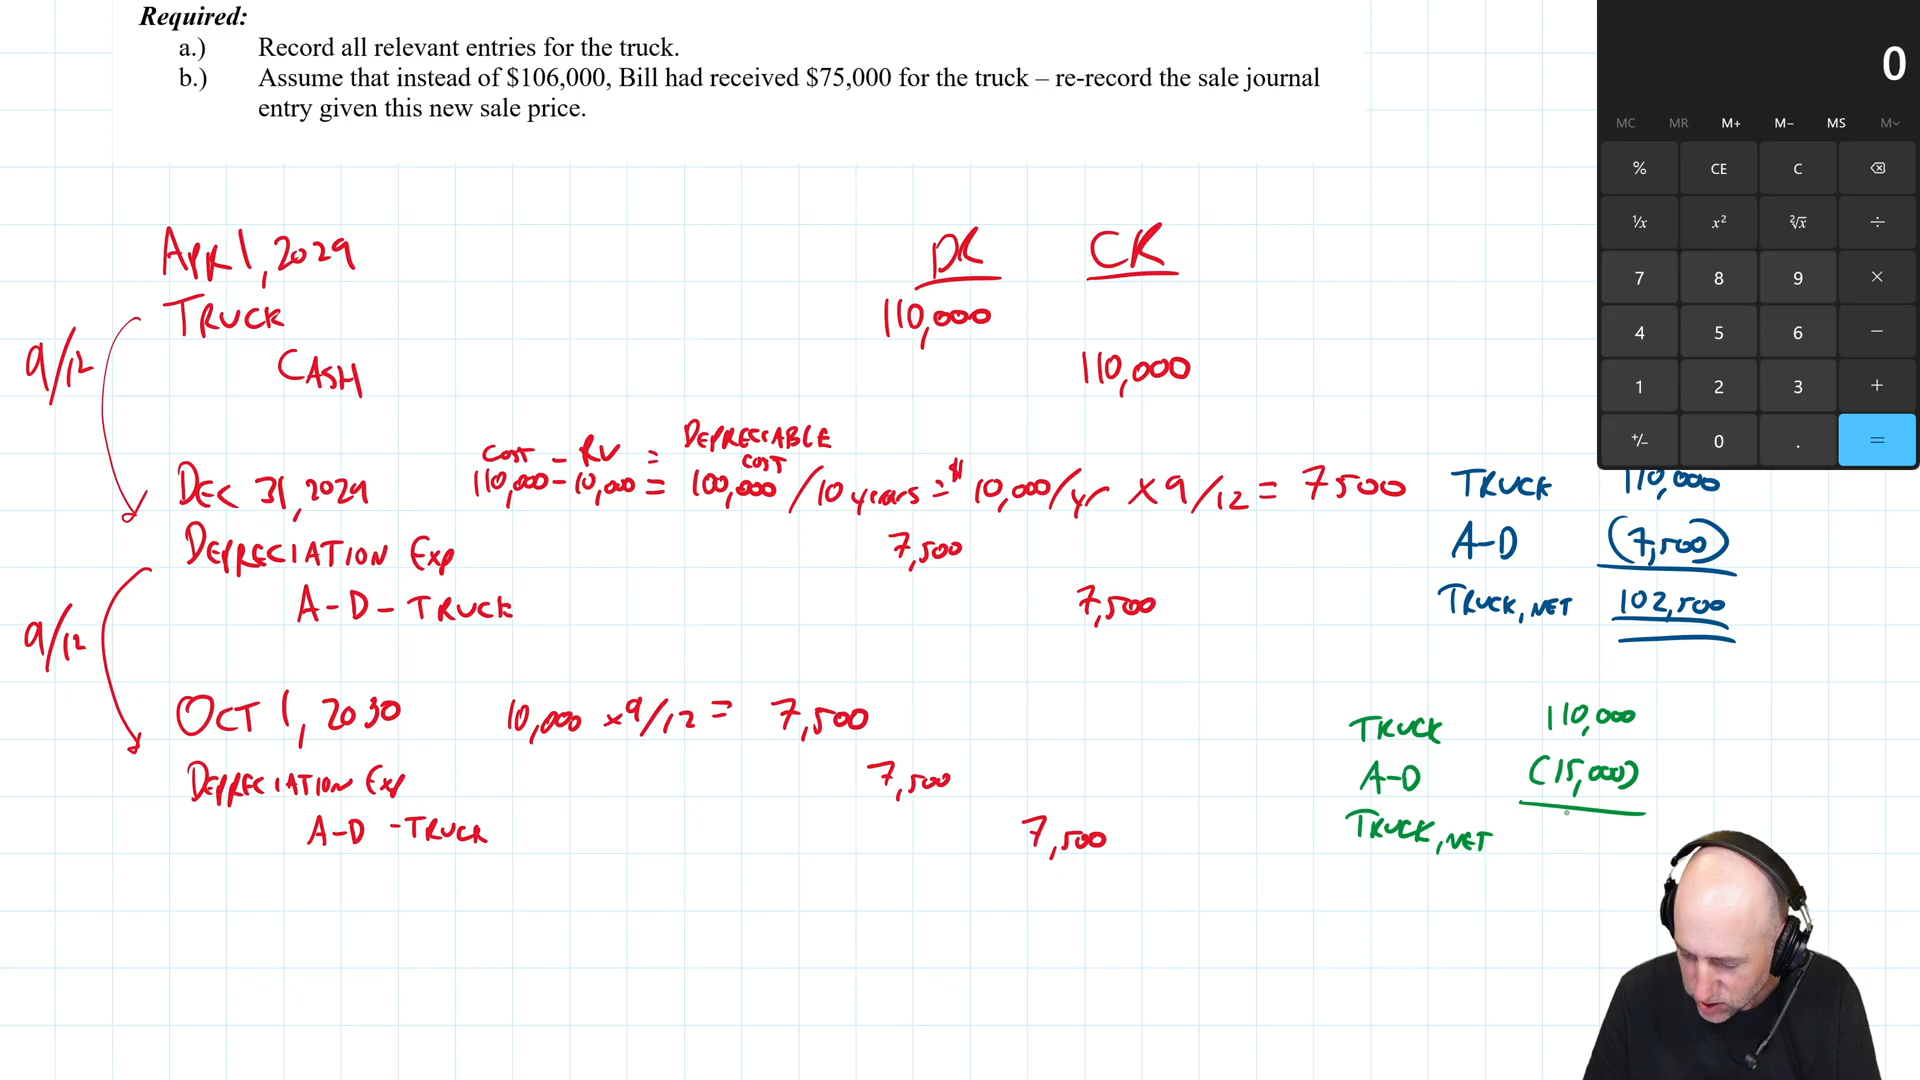 Required:
a.) Record all relevant entries for the truck.
b.) Assume that instead of $106,000, Bill had received $75,000 for the truck – re-record the sale journal
entry given this new sale price.
0
MC MR M+ M− MS M˅
% CE C ⌫
¹/x x² ²√x ÷
7 8 9 ×
4 5 6 −
1 2 3 +
+/− 0 . =
APR 1, 2029 DR CR
TRUCK 110,000
CASH 110,000
9/12
COST - RV = DEPRECIABLE COST
DEC 31, 2029 110,000 - 10,000 = 100,000 / 10 years = $10,000/yr × 9/12 = 7500
DEPRECIATION EXP 7,500
A-D - TRUCK 7,500
9/12
TRUCK 110,000
A-D (7,500)
TRUCK, NET 102,500
OCT 1, 2030 10,000 × 9/12 = 7,500
DEPRECIATION EXP 7,500
A-D - TRUCK 7,500
TRUCK 110,000
A-D (15,000)
TRUCK, NET